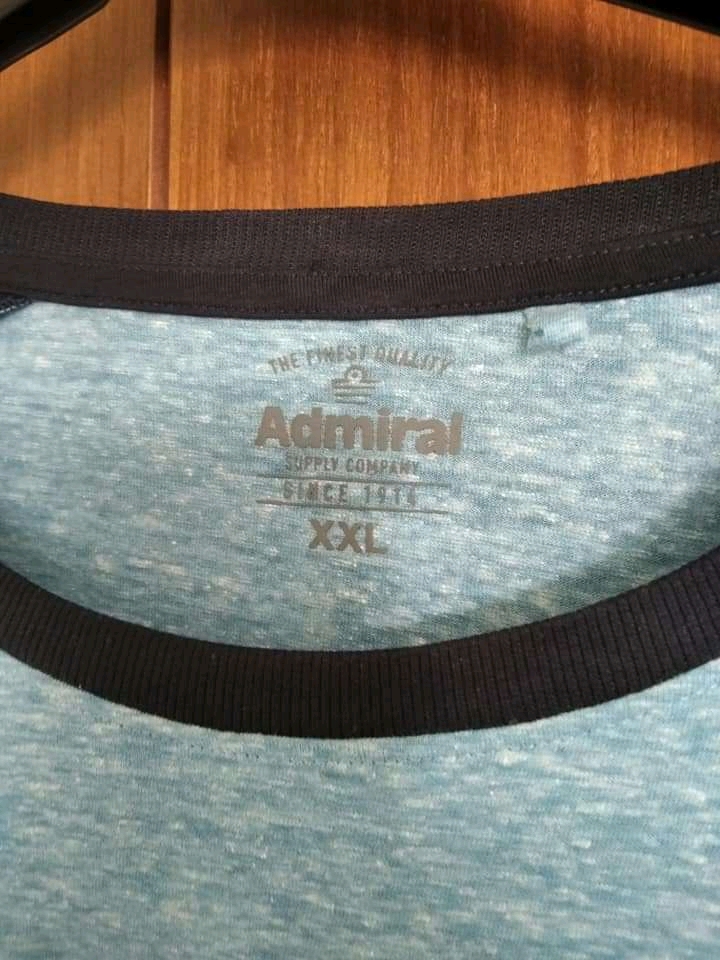 THE FINEST QUALITY
Admiral
SUPPLY COMPANY
SINCE 1914
XXL